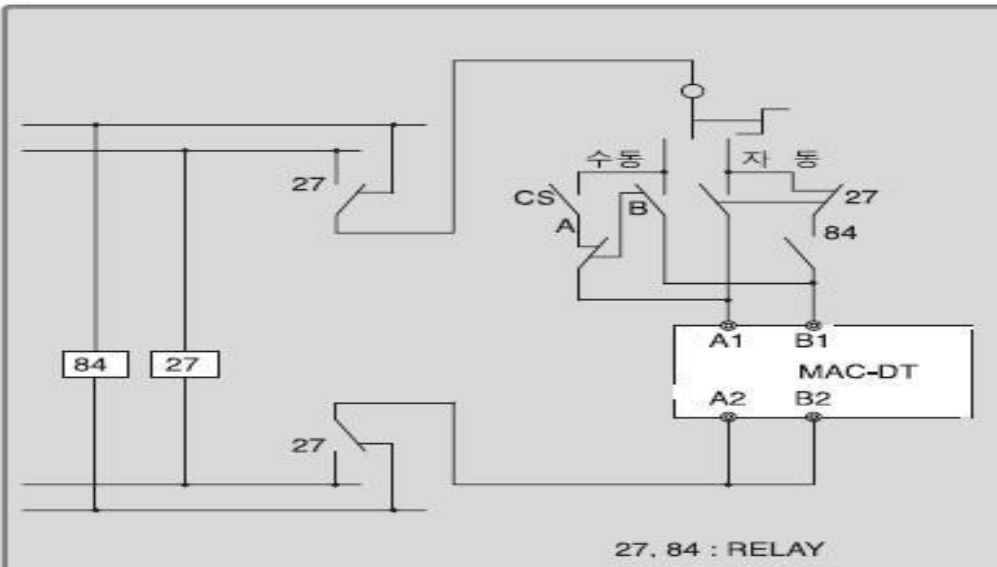 수동 자 동
27
CS B 27
A 84
A1 B1
84 27 MAC-DT
A2 B2
27
27, 84 : RELAY